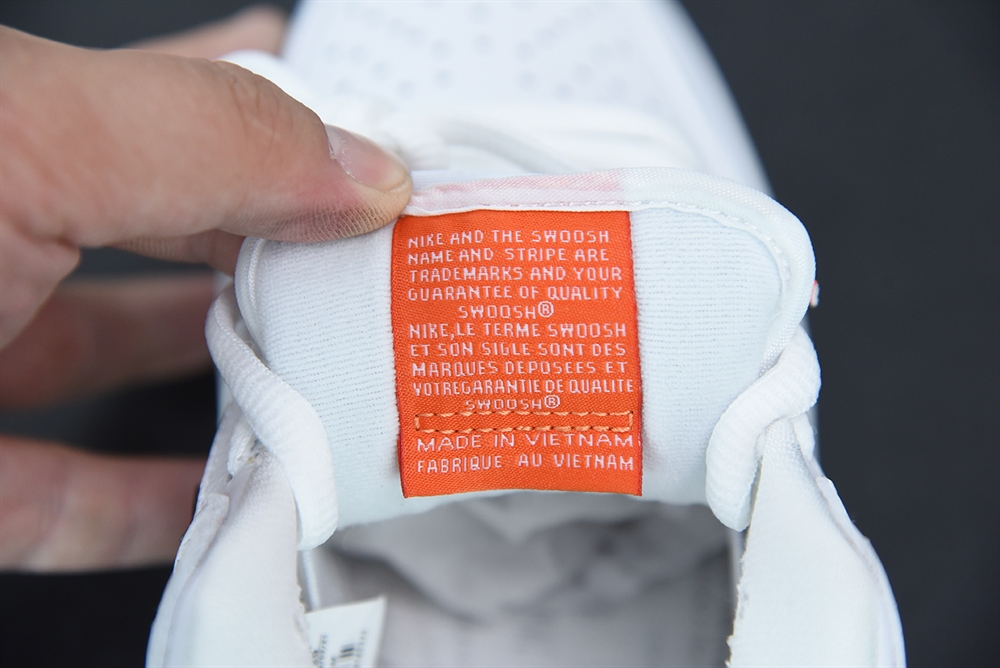 NIKE AND THE SWOOSH
NAME AND STRIPE ARE
TRADEMARKS AND YOUR
GUARANTEE OF QUALITY
SWOOSH®
NIKE,LE TERME SWOOSH
ET SON SIGLE SONT DES
MARQUES DEPOSEES ET
VOTREGARANTIE DE QUALITE
SWOOSH®
MADE IN VIETNAM
FABRIQUE AU VIETNAM